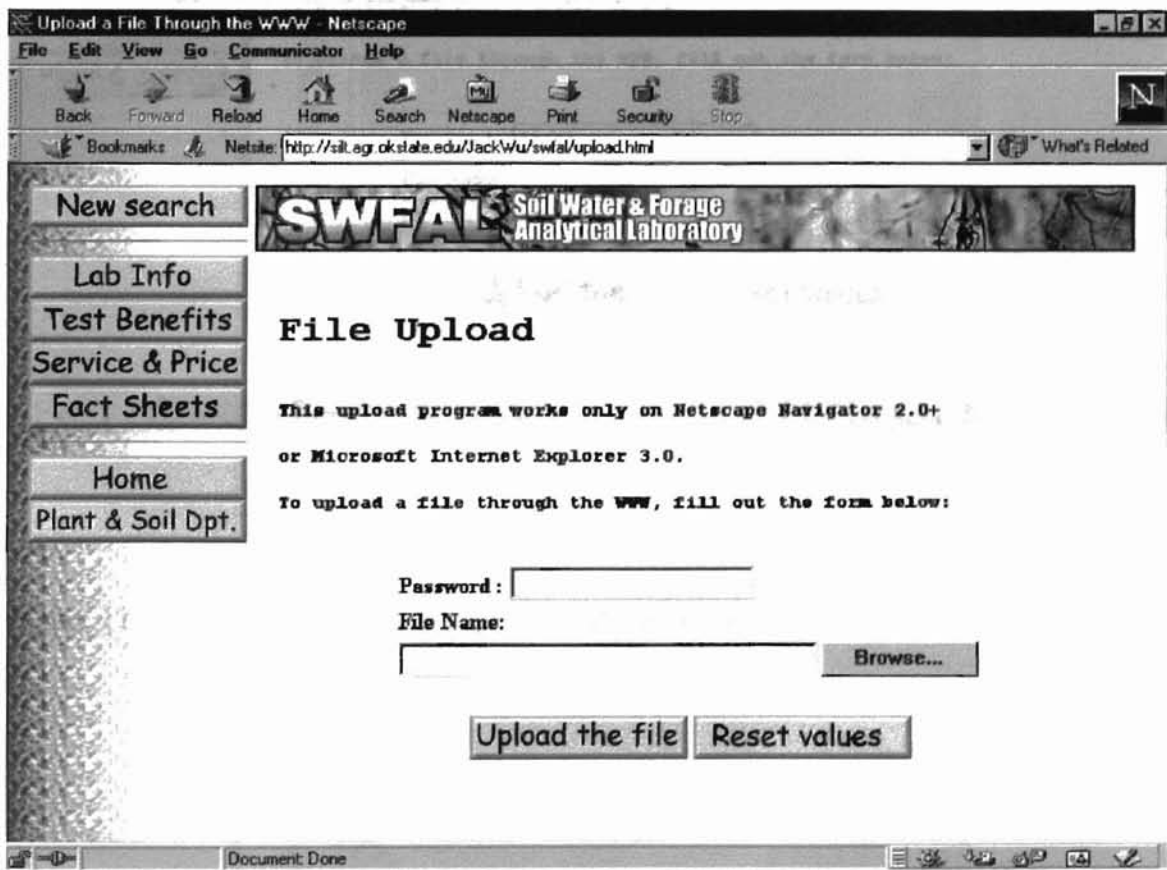 Upload a File Through the WWW - Netscape
File Edit View Go Communicator Help
Back Forward Reload Home Search Netscape Print Security Stop
N
Bookmarks Netsite: http://silt.agr.okstate.edu/JackWu/swfal/upload.html What's Related
New search
SWFAL Soil Water & Forage
Analytical Laboratory
Lab Info
Test Benefits
Service & Price
Fact Sheets
Home
Plant & Soil Dpt.
File Upload
This upload program works only on Netscape Navigator 2.0+
or Microsoft Internet Explorer 3.0.
To upload a file through the WWW, fill out the form below:
Password :
File Name:
Browse...
Upload the file Reset values
Document: Done